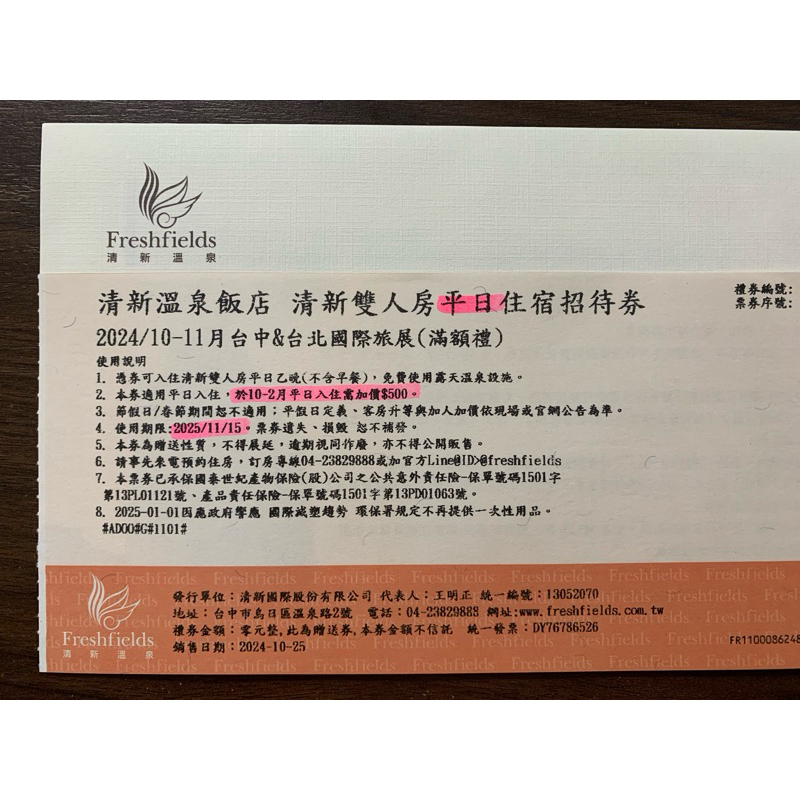 Freshfields
清新溫泉
禮券編號:
票券序號:
清新溫泉飯店 清新雙人房平日住宿招待券
2024/10-11月台中&台北國際旅展(滿額禮)
使用說明
1. 憑券可入住清新雙人房平日乙晚(不含早餐)，免費使用露天溫泉設施。
2. 本券適用平日入住，於10-2月平日入住需加價$500。
3. 節假日/春節期間恕不適用；平假日定義、客房升等與加人加價依現場或官網公告為準。
4. 使用期限:2025/11/15。票券遺失、損毀 恕不補發。
5. 本券為贈送性質，不得展延，逾期視同作廢，亦不得公開販售。
6. 請事先來電預約住房，訂房專線04-23829888或加官方Line@ID>@freshfields
7. 本票券已承保國泰世紀產物保險(股)公司之公共意外責任險-保單號碼1501字
第13PL01121號、產品責任保險-保單號碼1501字第13PD01063號。
8. 2025-01-01因應政府響應 國際減塑趨勢 環保署規定不再提供一次性用品。
#ADOO#G#1101#
Freshfields
清新溫泉
發行單位：清新國際股份有限公司 代表人：王明正 統一編號：13052070
地址：台中市烏日區溫泉路2號 電話：04-23829888 網址:www.freshfields.com.tw
禮券金額：零元整,此為贈送券,本券金額不信託 統一發票：DY76786526
銷售日期：2024-10-25
FR1100086248